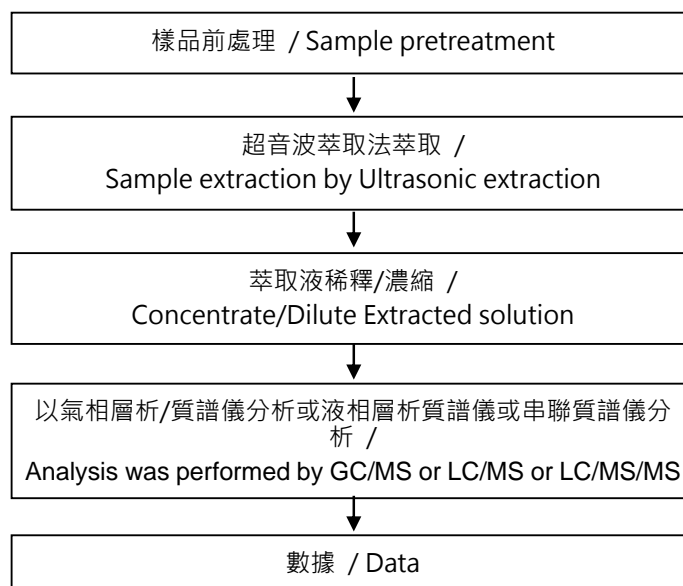 樣品前處理 / Sample pretreatment
超音波萃取法萃取 /
Sample extraction by Ultrasonic extraction
萃取液稀釋/濃縮 /
Concentrate/Dilute Extracted solution
以氣相層析/質譜儀分析或液相層析質譜儀或串聯質譜儀分
析 /
Analysis was performed by GC/MS or LC/MS or LC/MS/MS
數據 / Data